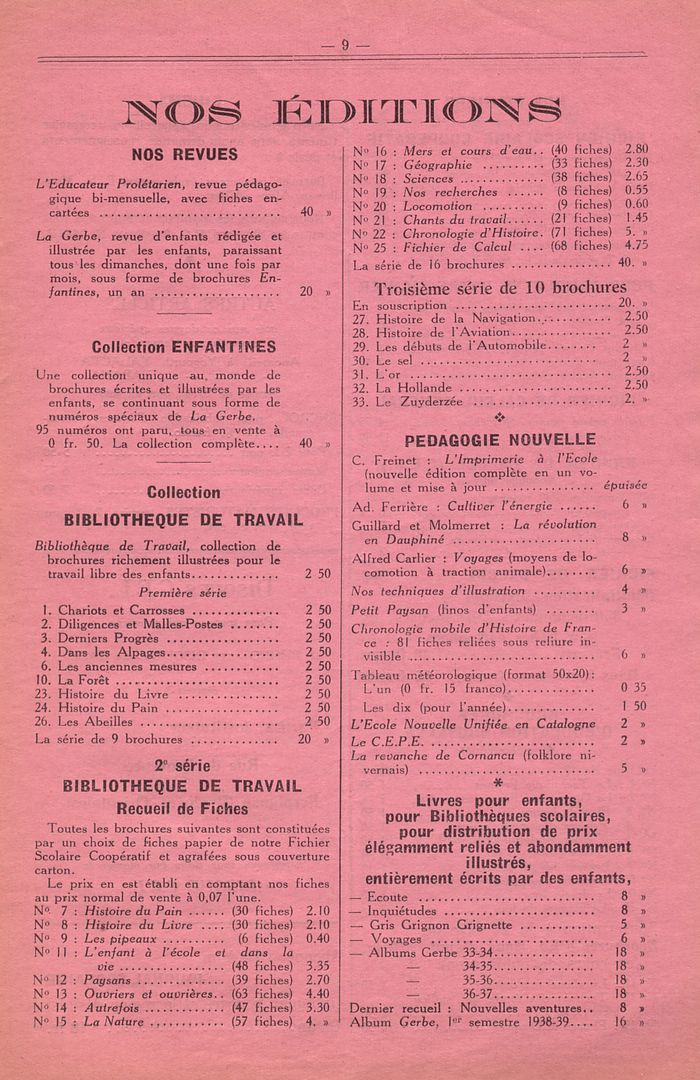 — 9 —
NOS ÉDITIONS
NOS REVUES
L'Educateur Prolétarien, revue pédago-
gique bi-mensuelle, avec fiches en-
cartées ............................ 40 »
La Gerbe, revue d'enfants rédigée et
illustrée par les enfants, paraissant
tous les dimanches, dont une fois par
mois, sous forme de brochures En-
fantines, un an .................... 20 »
Collection ENFANTINES
Une collection unique au monde de
brochures écrites et illustrées par les
enfants, se continuant sous forme de
numéros spéciaux de La Gerbe.
95 numéros ont paru, tous en vente à
0 fr. 50. La collection complète.... 40 »
Collection
BIBLIOTHEQUE DE TRAVAIL
Bibliothèque de Travail, collection de
brochures richement illustrées pour le
travail libre des enfants.............. 2 50
Première série
1. Chariots et Carrosses .............. 2 50
2. Diligences et Malles-Postes ........ 2 50
3. Derniers Progrès ................... 2 50
4. Dans les Alpages................... 2 50
6. Les anciennes mesures ............ 2 50
10. La Forêt .......................... 2 50
23. Histoire du Livre ................. 2 50
24. Histoire du Pain .................. 2 50
26. Les Abeilles ...................... 2 50
La série de 9 brochures .............. 20 »
2e série
BIBLIOTHEQUE DE TRAVAIL
Recueil de Fiches
Toutes les brochures suivantes sont constituées
par un choix de fiches papier de notre Fichier
Scolaire Coopératif et agrafées sous couverture
carton.
Le prix en est établi en comptant nos fiches
au prix normal de vente à 0,07 l'une.
No 7 : Histoire du Pain ...... (30 fiches) 2.10
No 8 : Histoire du Livre .... (30 fiches) 2.10
No 9 : Les pipeaux .......... (6 fiches) 0.40
No 11 : L'enfant à l'école et dans la
vie ................. (48 fiches) 3.35
No 12 : Paysans .............. (39 fiches) 2.70
No 13 : Ouvriers et ouvrières.. (63 fiches) 4.40
No 14 : Autrefois ............. (47 fiches) 3.30
No 15 : La Nature ............ (57 fiches) 4. »
No 16 : Mers et cours d'eau.. (40 fiches) 2.80
No 17 : Géographie .......... (33 fiches) 2.30
No 18 : Sciences ............. (38 fiches) 2.65
No 19 : Nos recherches ...... (8 fiches) 0.55
No 20 : Locomotion .......... (9 fiches) 0.60
No 21 : Chants du travail...... (21 fiches) 1.45
No 22 : Chronologie d'Histoire. (71 fiches) 5. »
No 25 : Fichier de Calcul .... (68 fiches) 4.75
La série de 16 brochures ............... 40. »
Troisième série de 10 brochures
En souscription ........................ 20. »
27. Histoire de la Navigation............ 2.50
28. Histoire de l'Aviation............... 2.50
29. Les débuts de l'Automobile........ 2 »
30. Le sel ............................. 2 »
31. L'or ............................... 2.50
32. La Hollande ........................ 2.50
33. Le Zuyderzée ...................... 2. »
PEDAGOGIE NOUVELLE
C. Freinet : L'Imprimerie à l'Ecole
(nouvelle édition complète en un vo-
lume et mise à jour ................ épuisée
Ad. Ferrière : Cultiver l'énergie ...... 6 »
Guillard et Molmerret : La révolution
en Dauphiné ...................... 8 »
Alfred Carlier : Voyages (moyens de lo-
comotion à traction animale)........ 6 »
Nos techniques d'illustration .......... 4 »
Petit Paysan (linos d'enfants) ........ 3 »
Chronologie mobile d'Histoire de Fran-
ce : 81 fiches reliées sous reliure in-
visible ............................. 6 »
Tableau météorologique (format 50x20) :
L'un (0 fr. 15 franco).............. 0 35
Les dix (pour l'année).............. 1 50
L'Ecole Nouvelle Unifiée en Catalogne 2 »
Le C.E.P.E. ........................... 2 »
La revanche de Cornancu (folklore ni-
vernais) ............................ 5 »
*
Livres pour enfants,
pour Bibliothèques scolaires,
pour distribution de prix
élégamment reliés et abondamment
illustrés,
entièrement écrits par des enfants,
— Ecoute .............................. 8 »
— Inquiétudes ......................... 8 »
— Gris Grignon Grignette ............. 5 »
— Voyages ............................ 6 »
— Albums Gerbe 33-34................ 18 »
— 34-35................ 18 »
— 35-36................ 18 »
— 36-37................ 18 »
Dernier recueil : Nouvelles aventures.. 8 »
Album Gerbe, 1er semestre 1938-39.... 16 »